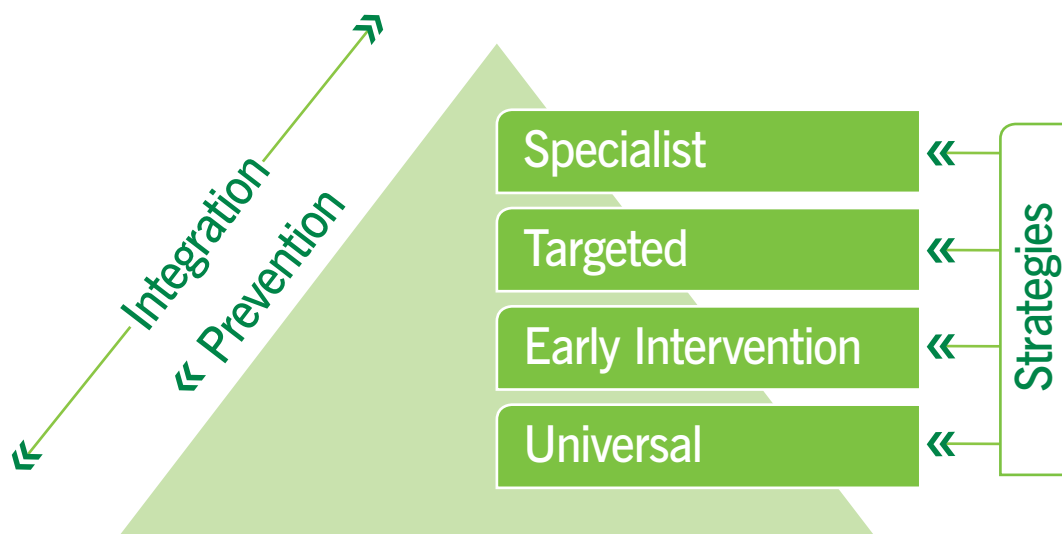 Integration
Prevention
Specialist
Targeted
Early Intervention
Universal
Strategies